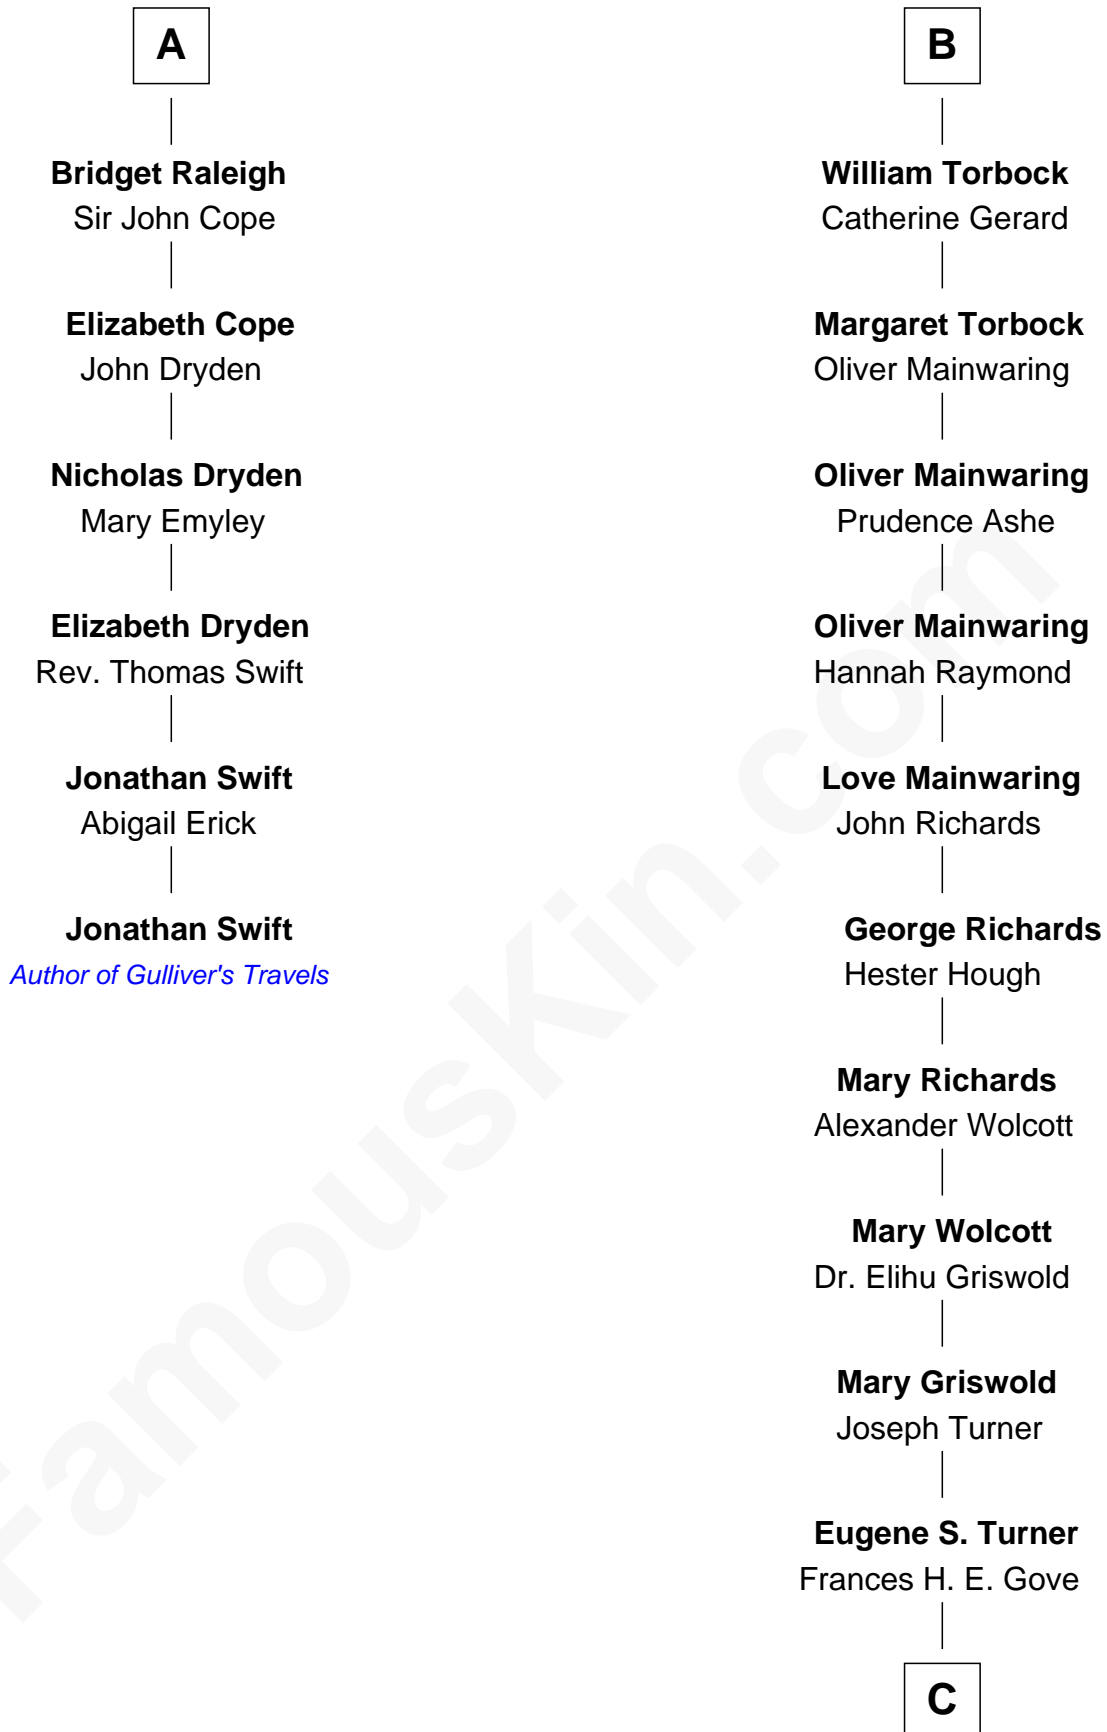 A
Bridget Raleigh
Sir John Cope
Elizabeth Cope
John Dryden
Nicholas Dryden
Mary Emyley
Elizabeth Dryden
Rev. Thomas Swift
Jonathan Swift
Abigail Erick
Jonathan Swift
Author of Gulliver's Travels
B
William Torbock
Catherine Gerard
Margaret Torbock
Oliver Mainwaring
Oliver Mainwaring
Prudence Ashe
Oliver Mainwaring
Hannah Raymond
Love Mainwaring
John Richards
George Richards
Hester Hough
Mary Richards
Alexander Wolcott
Mary Wolcott
Dr. Elihu Griswold
Mary Griswold
Joseph Turner
Eugene S. Turner
Frances H. E. Gove
C
FamousKin.com